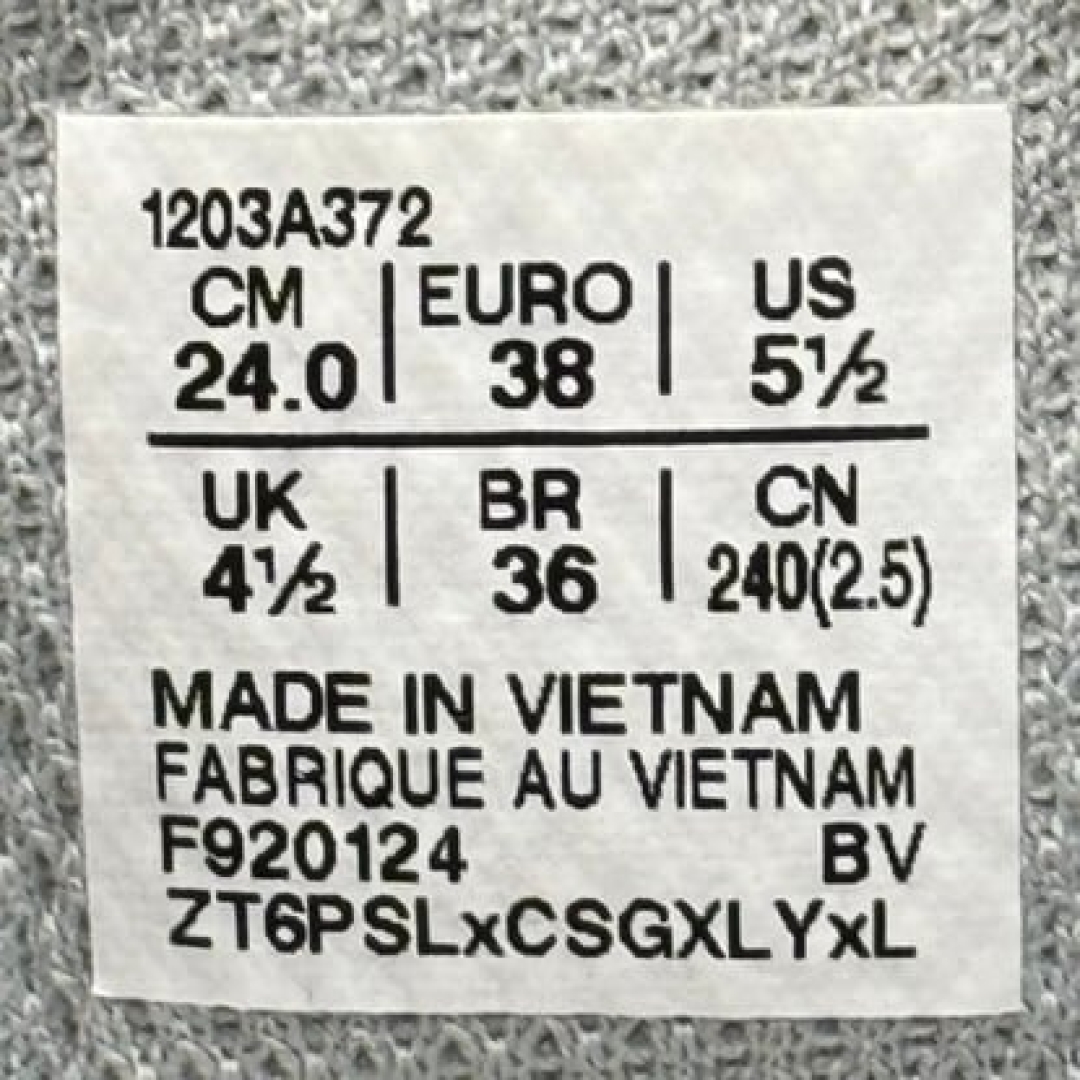 1203A372
CM | EURO | US
24.0 | 38 | 5½
UK | BR | CN
4½ | 36 | 240(2.5)
MADE IN VIETNAM
FABRIQUE AU VIETNAM
F920124 BV
ZT6PSLxCSGXLYxL